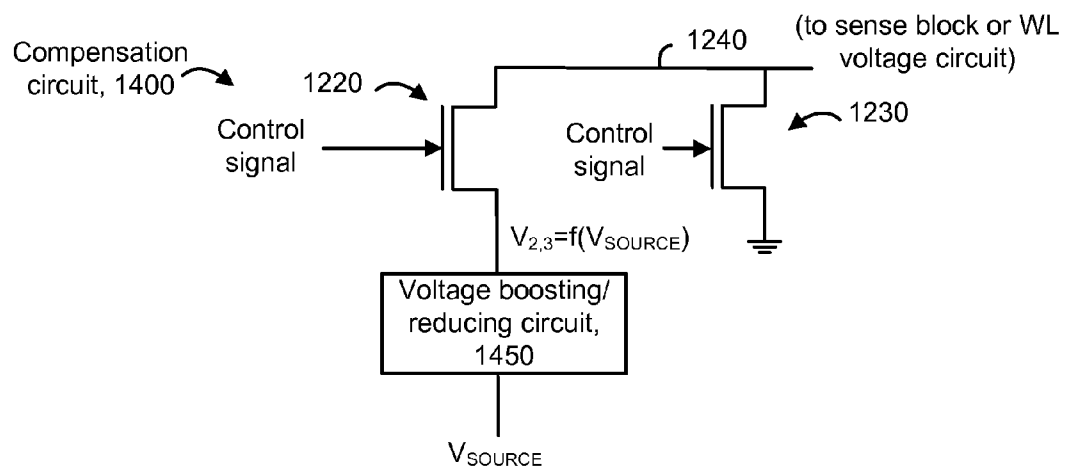 Compensation
circuit, 1400
1220
1240
(to sense block or WL
voltage circuit)
1230
Control
signal
Control
signal
V2,3=f(VSOURCE)
Voltage boosting/
reducing circuit,
1450
VSOURCE